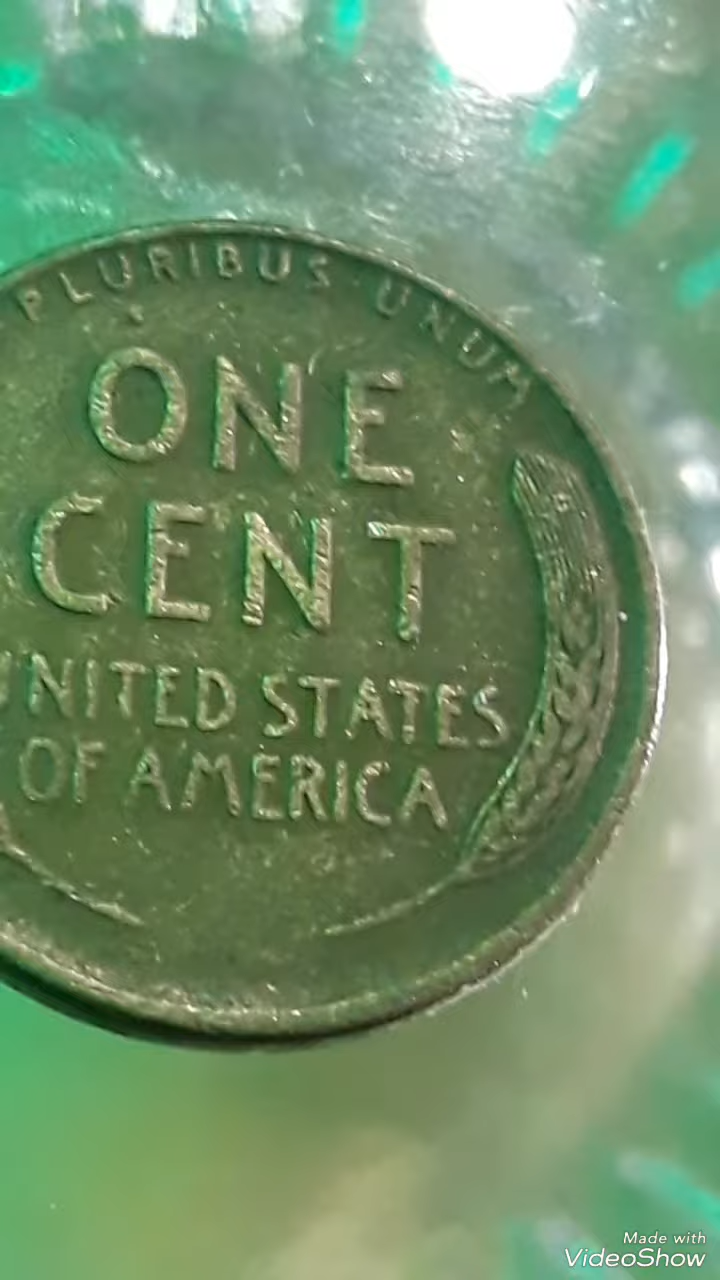 PLURIBUS · UNUM
ONE
CENT
UNITED STATES
OF AMERICA
Made with
VideoShow